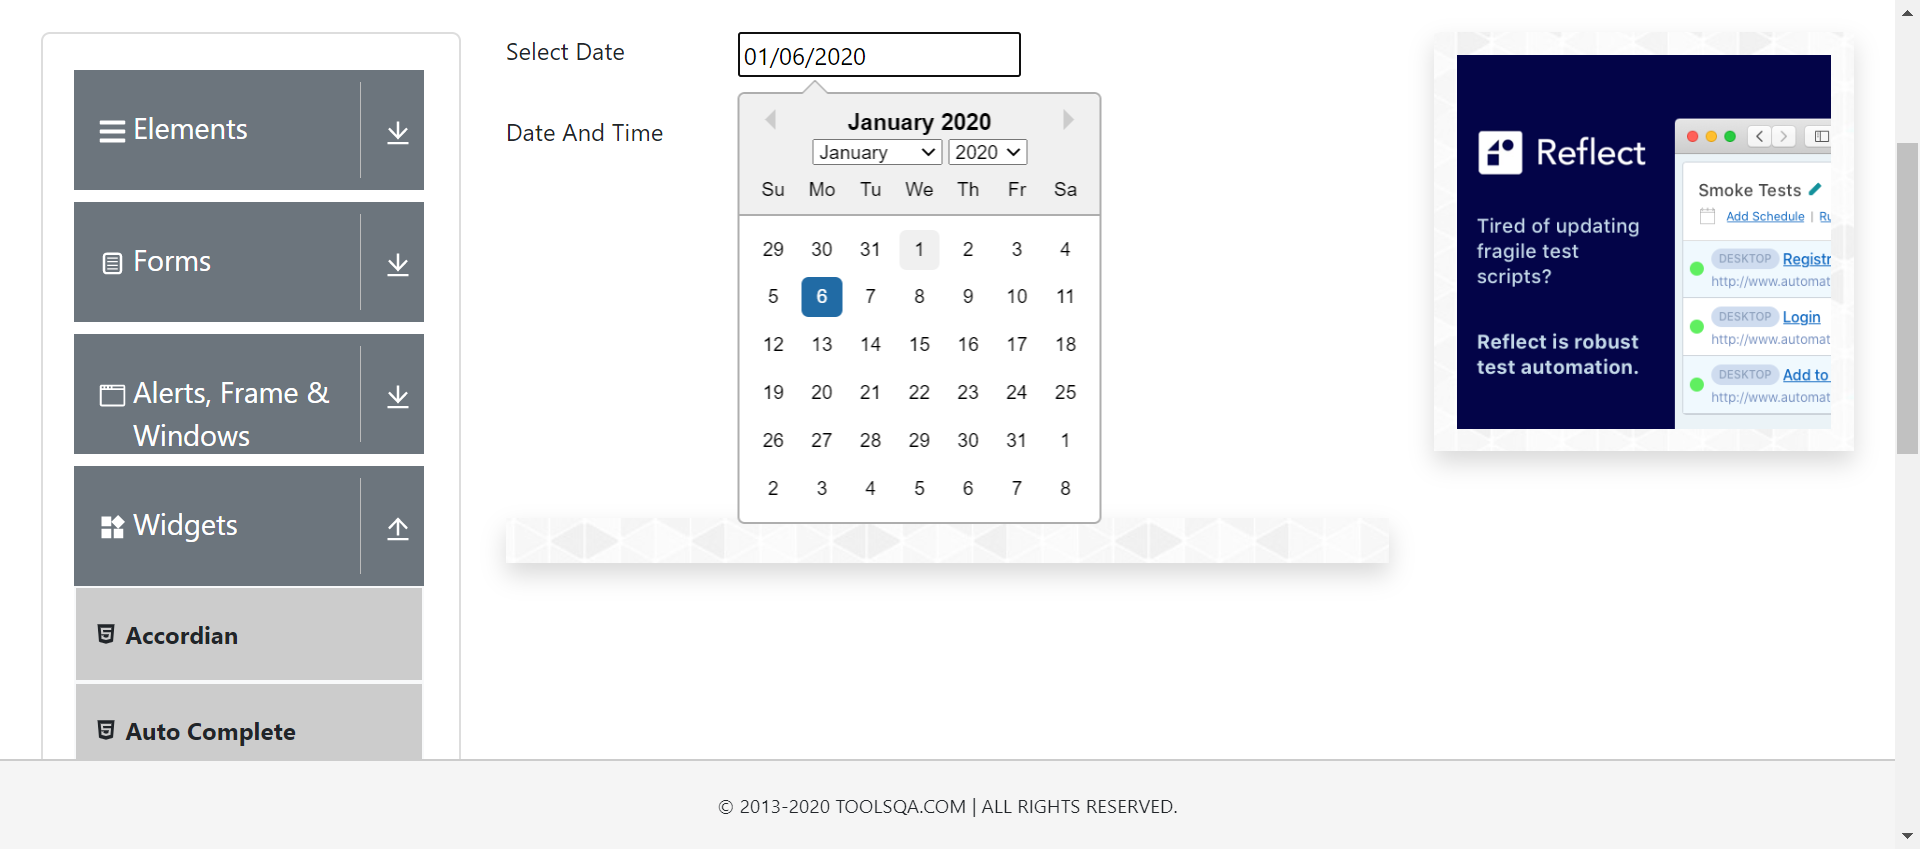 Elements
Forms
Alerts, Frame &
Windows
Widgets
Accordian
Auto Complete
Select Date
01/06/2020
Date And Time
January 2020
January 2020
Su Mo Tu We Th Fr Sa
29 30 31 1 2 3 4
5 6 7 8 9 10 11
12 13 14 15 16 17 18
19 20 21 22 23 24 25
26 27 28 29 30 31 1
2 3 4 5 6 7 8
Reflect
Tired of updating
fragile test
scripts?
Reflect is robust
test automation.
Smoke Tests
Add Schedule | Ru
DESKTOP Registr
http://www.automat
DESKTOP Login
http://www.automat
DESKTOP Add to
http://www.automat
© 2013-2020 TOOLSQA.COM | ALL RIGHTS RESERVED.